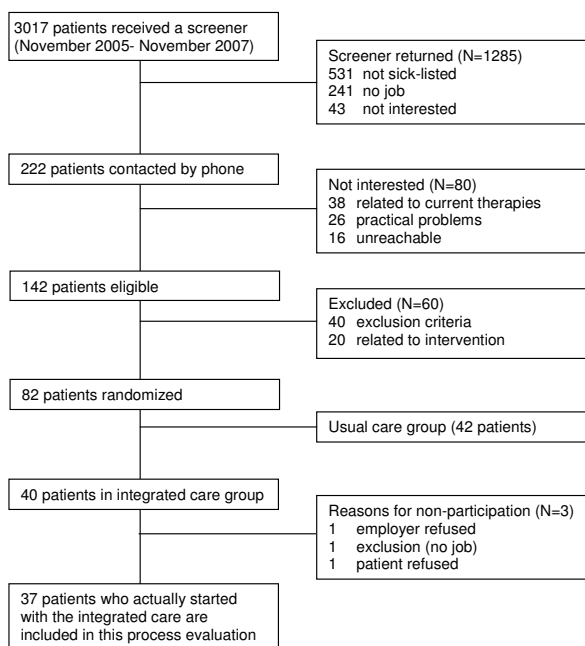 3017 patients received a screener
(November 2005- November 2007)
Screener returned (N=1285)
531 not sick-listed
241 no job
43 not interested
222 patients contacted by phone
Not interested (N=80)
38 related to current therapies
26 practical problems
16 unreachable
142 patients eligible
Excluded (N=60)
40 exclusion criteria
20 related to intervention
82 patients randomized
Usual care group (42 patients)
40 patients in integrated care group
Reasons for non-participation (N=3)
1 employer refused
1 exclusion (no job)
1 patient refused
37 patients who actually started
with the integrated care are
included in this process evaluation